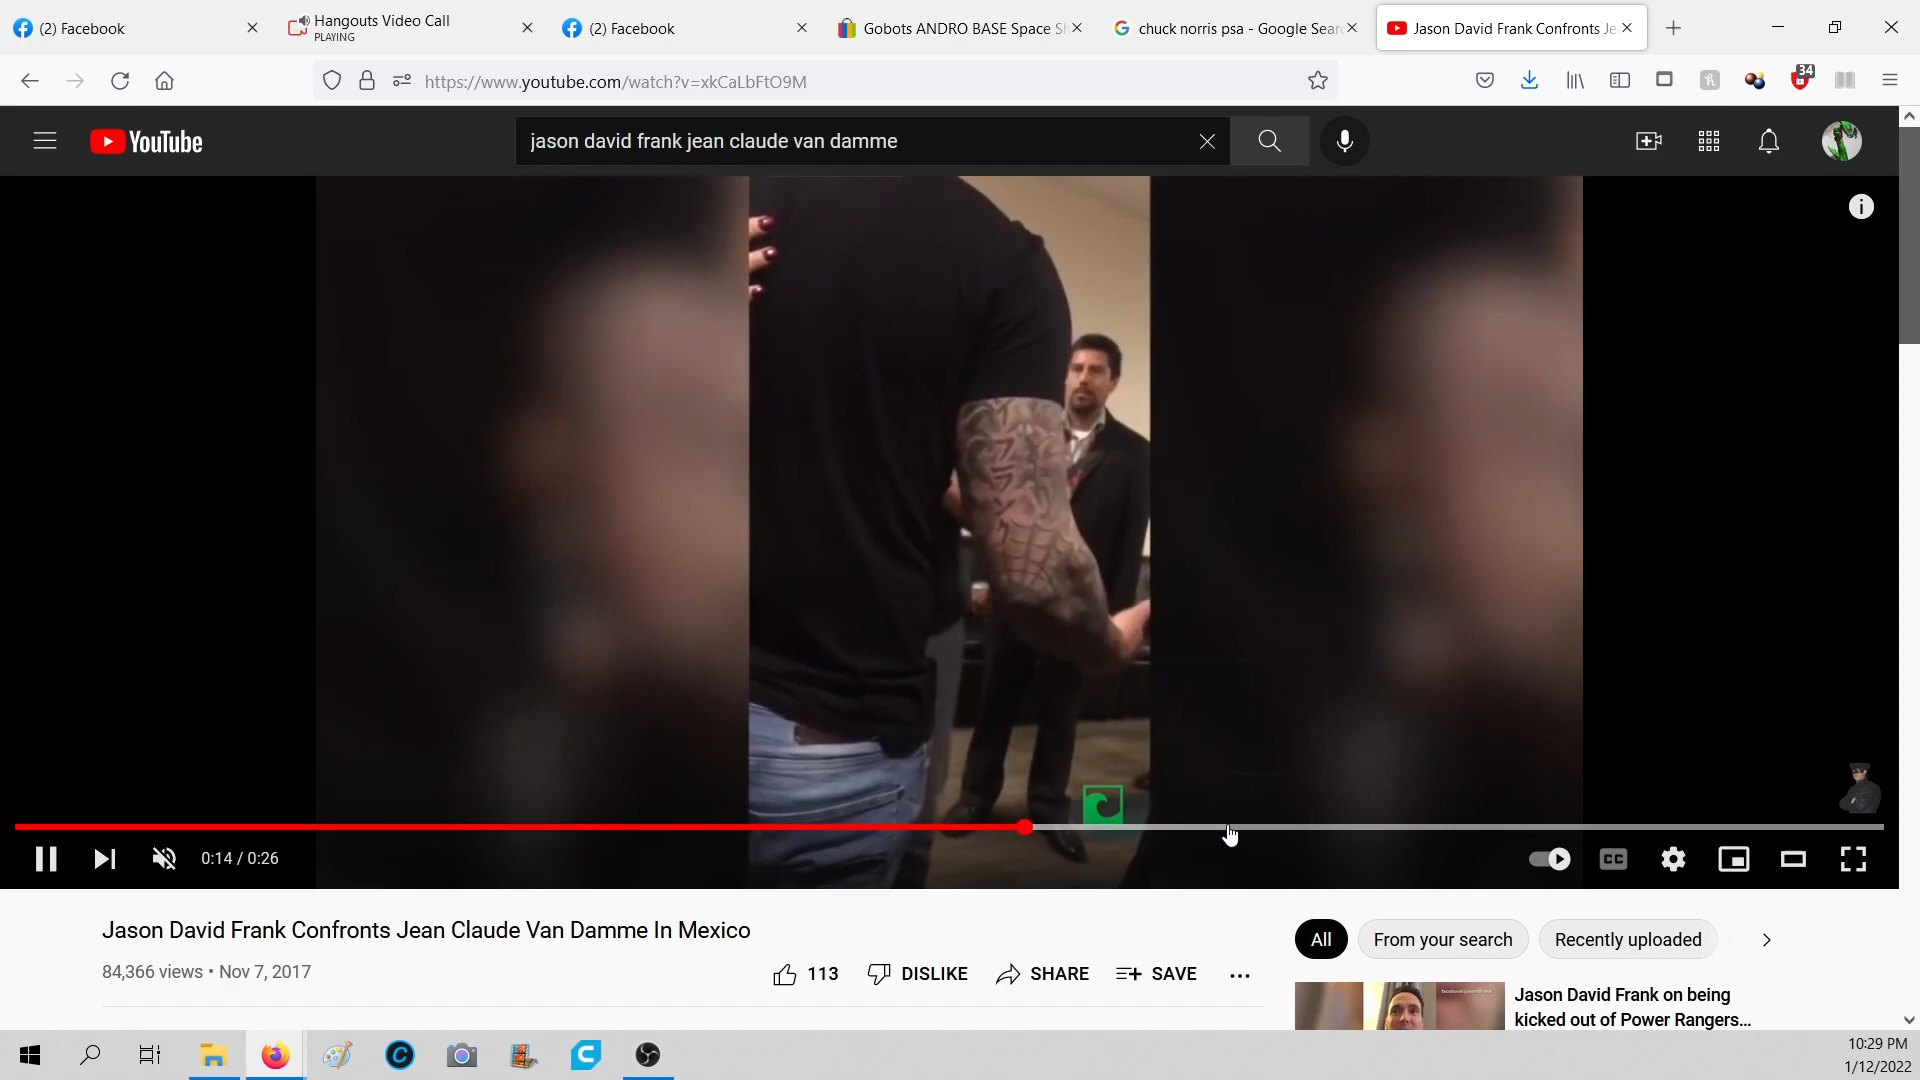 (2) Facebook
Hangouts Video Call
PLAYING
(2) Facebook
Gobots ANDRO BASE Space Sh
chuck norris psa - Google Sear
Jason David Frank Confronts Je
https://www.youtube.com/watch?v=xkCaLbFtO9M
34
YouTube
jason david frank jean claude van damme
0:14 / 0:26
CC
Jason David Frank Confronts Jean Claude Van Damme In Mexico
84,366 views • Nov 7, 2017
113
DISLIKE
SHARE
SAVE
All
From your search
Recently uploaded
Jason David Frank on being
kicked out of Power Rangers...
10:29 PM
1/12/2022